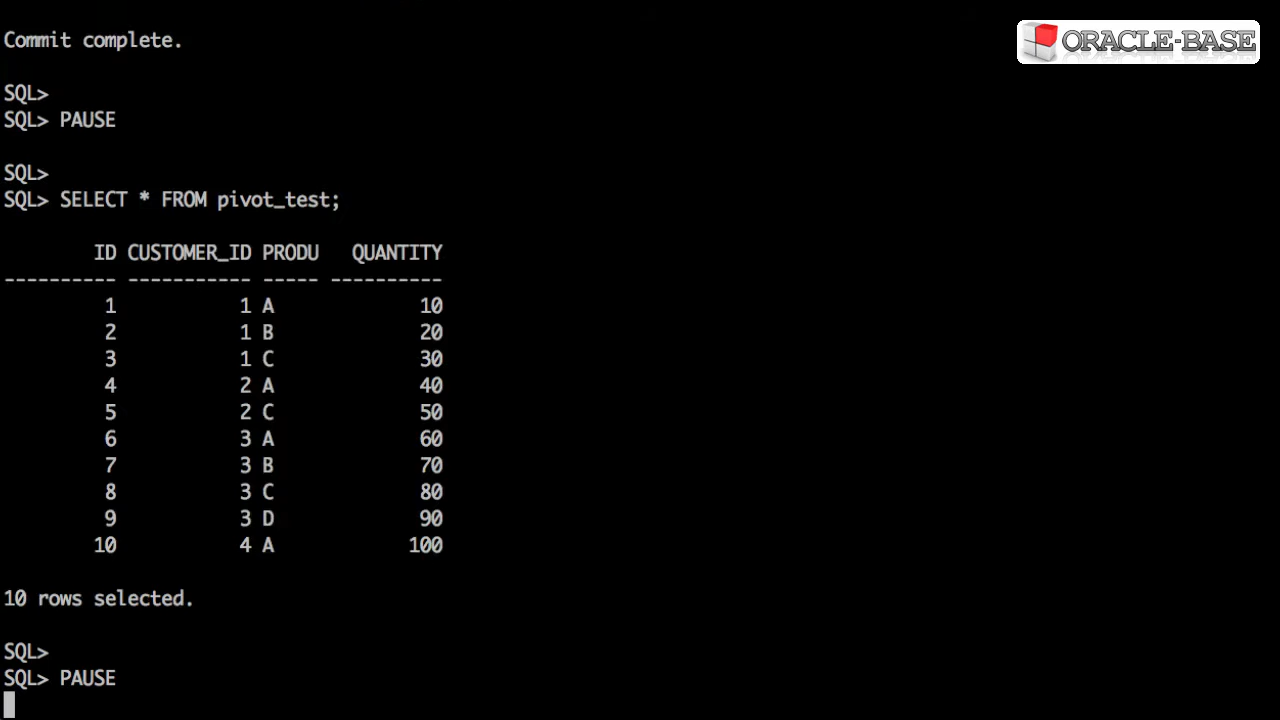 Commit complete.
ORACLE-BASE
SQL>
SQL> PAUSE
SQL>
SQL> SELECT * FROM pivot_test;
ID CUSTOMER_ID PRODU QUANTITY
---------- ----------- ----- ----------
1 1 A 10
2 1 B 20
3 1 C 30
4 2 A 40
5 2 C 50
6 3 A 60
7 3 B 70
8 3 C 80
9 3 D 90
10 4 A 100
10 rows selected.
SQL>
SQL> PAUSE